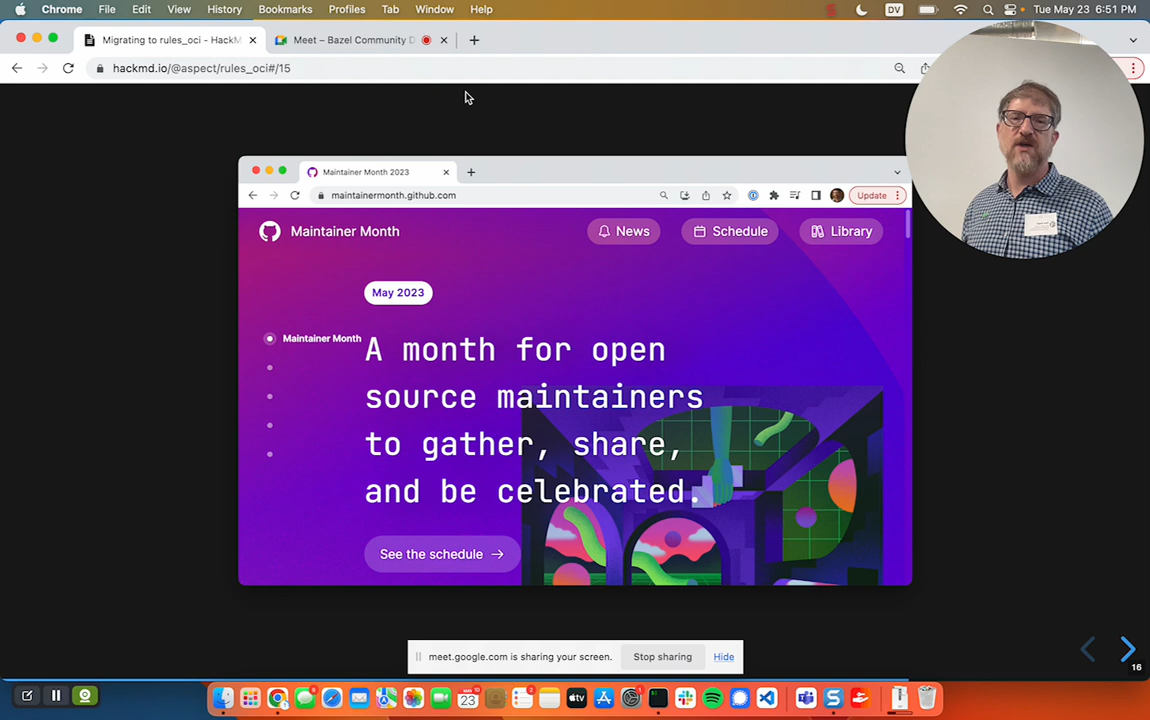 Chrome File Edit View History Bookmarks Profiles Tab Window Help DV Tue May 23 6:51 PM
Migrating to rules_oci - HackM Meet – Bazel Community D
hackmd.io/@aspect/rules_oci#/15
Maintainer Month 2023
maintainermonth.github.com Update
Maintainer Month News Schedule Library
May 2023
Maintainer Month
A month for open
source maintainers
to gather, share,
and be celebrated.
See the schedule
meet.google.com is sharing your screen. Stop sharing Hide
16
23
tv